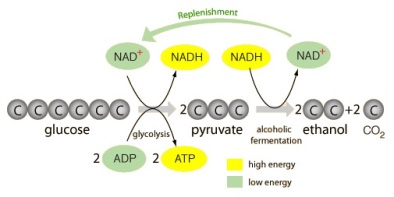 Replenishment
NAD+ NADH NADH NAD+
C C C C C C 2 C C C 2 C C +2 C
glucose glycolysis pyruvate alcoholic fermentation ethanol CO2
2 ADP 2 ATP
high energy
low energy